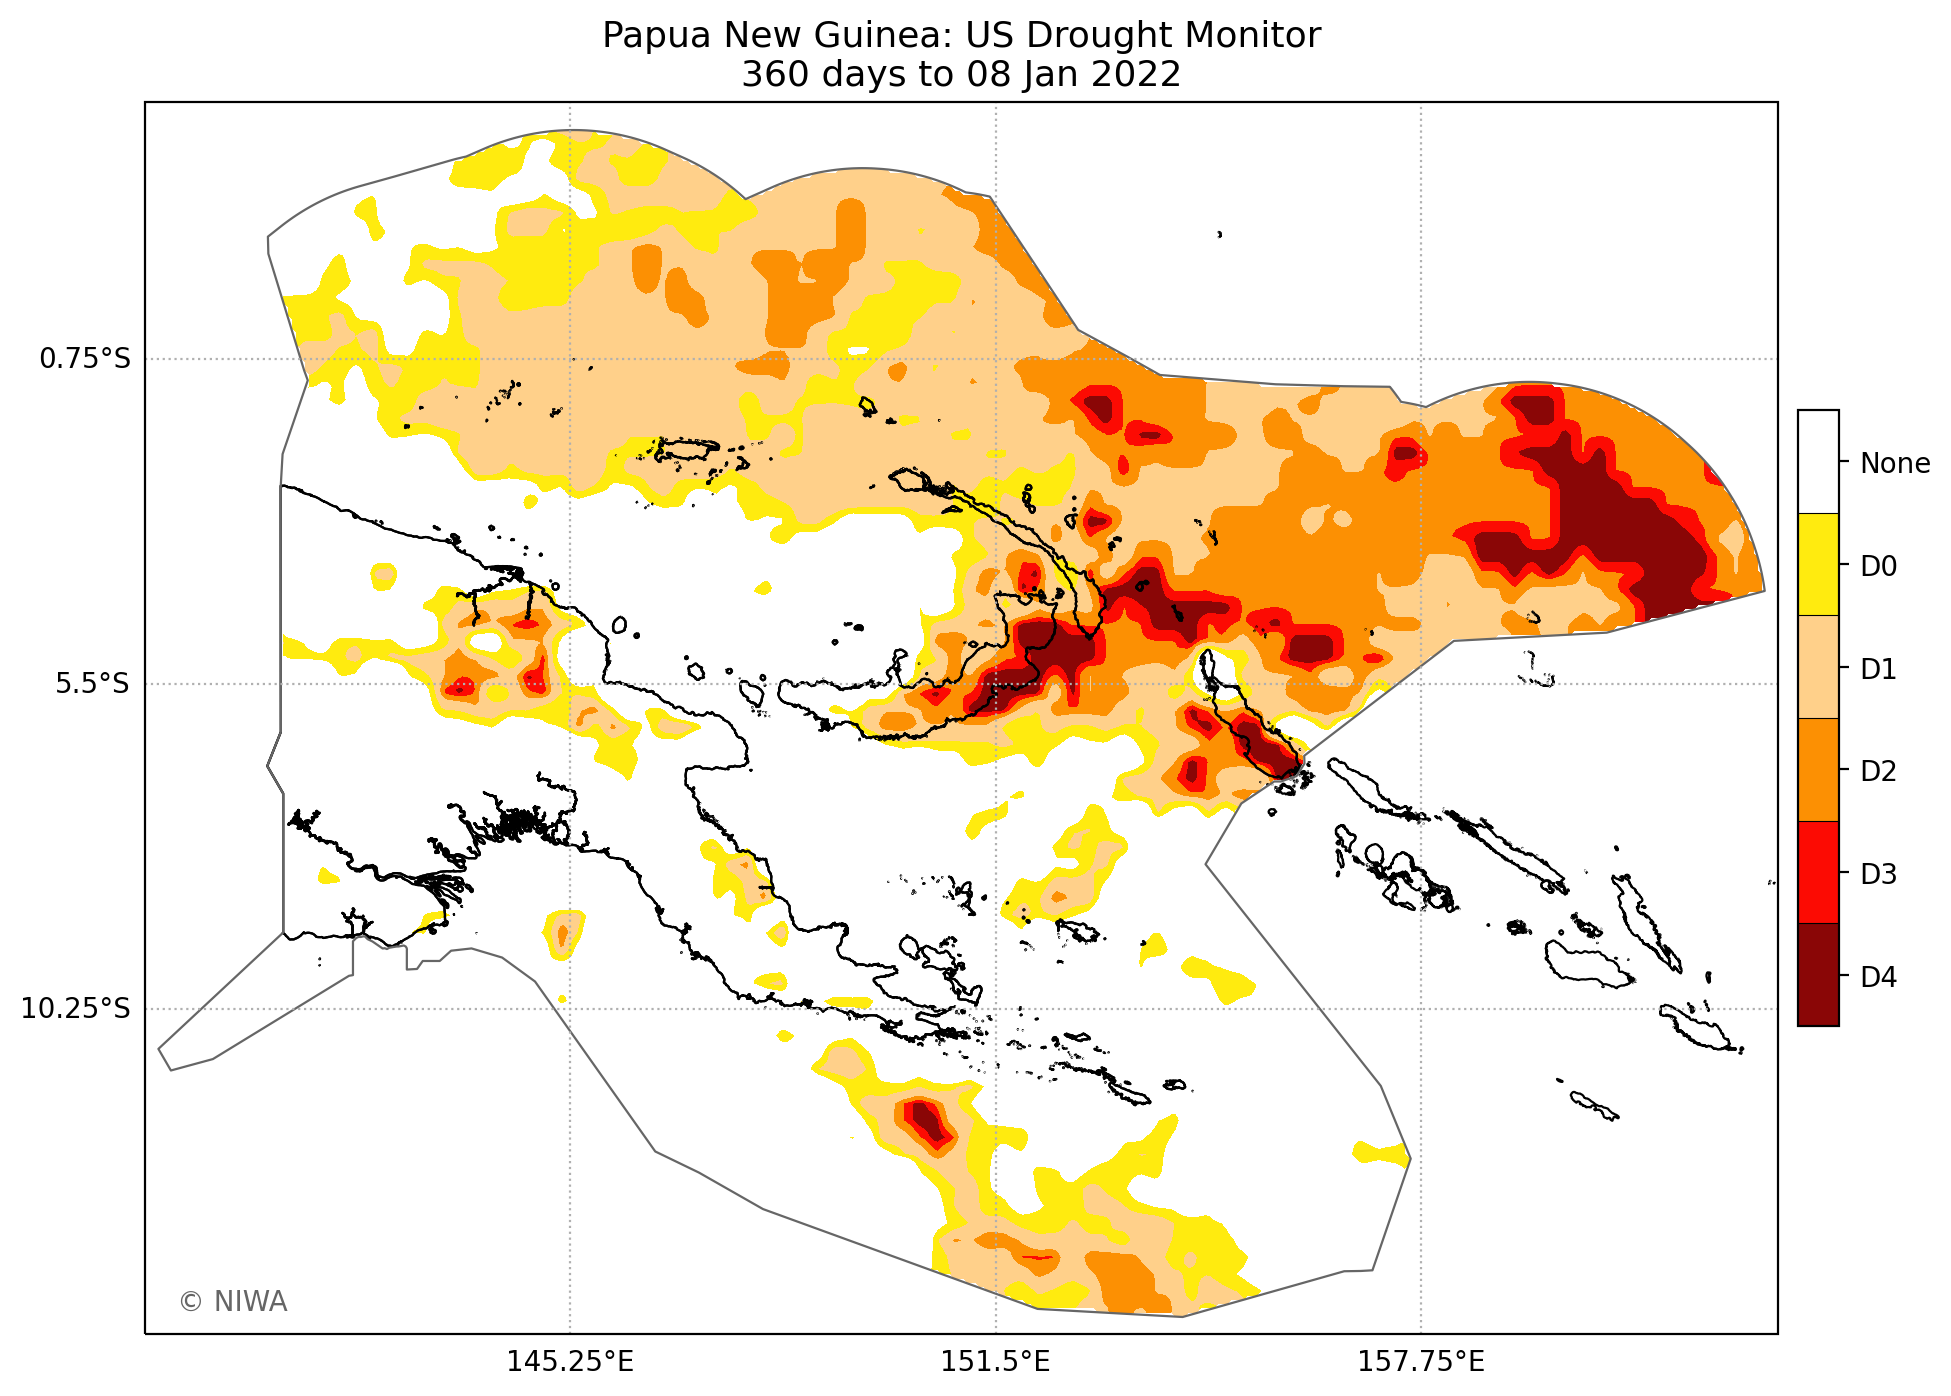 Papua New Guinea: US Drought Monitor
360 days to 08 Jan 2022
0.75°S
5.5°S
10.25°S
145.25°E
151.5°E
157.75°E
None
D0
D1
D2
D3
D4
© NIWA